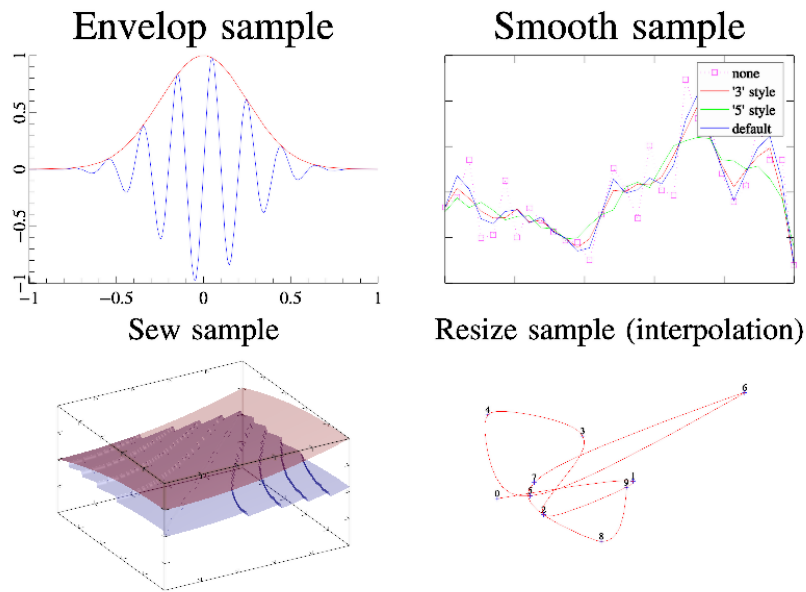 Envelop sample
Smooth sample
1
0.5
0
−0.5
−1
−1
−0.5
0
0.5
1
none
'3' style
'5' style
default
Sew sample
Resize sample (interpolation)
6
4
3
7
1
9
0
5
2
8